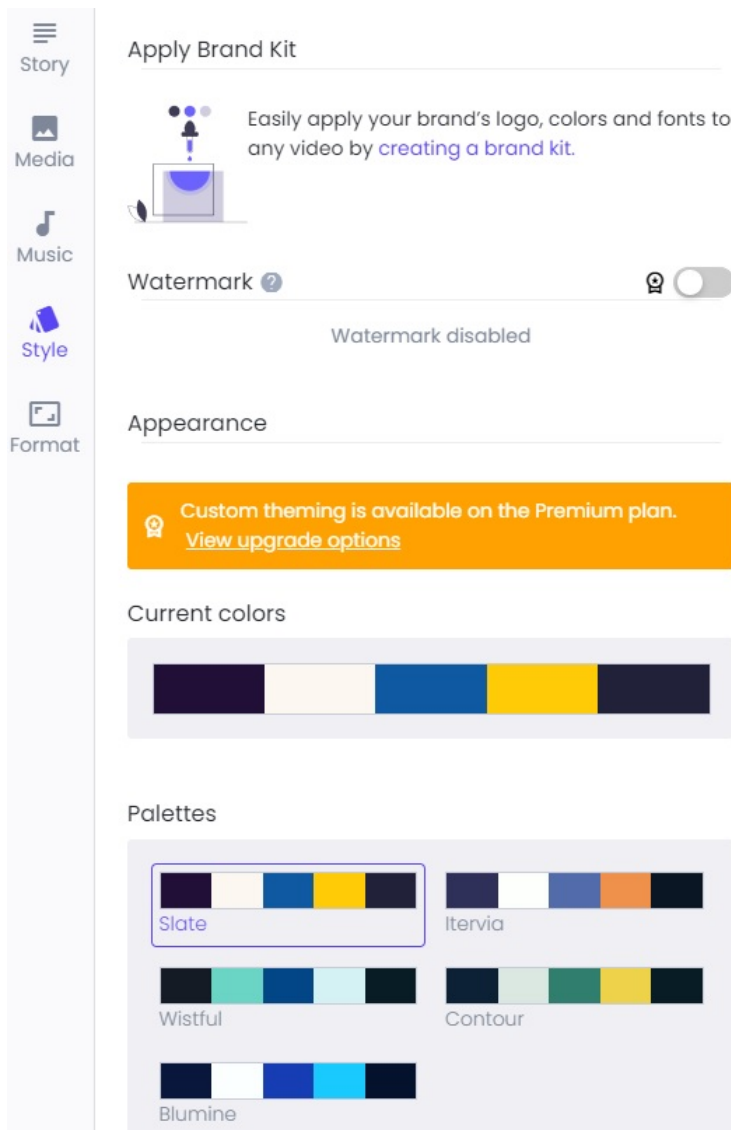 Story
Media
Music
Style
Format
Apply Brand Kit
Easily apply your brand's logo, colors and fonts to
any video by creating a brand kit.
Watermark
Watermark disabled
Appearance
Custom theming is available on the Premium plan.
View upgrade options
Current colors
Palettes
Slate
Itervia
Wistful
Contour
Blumine